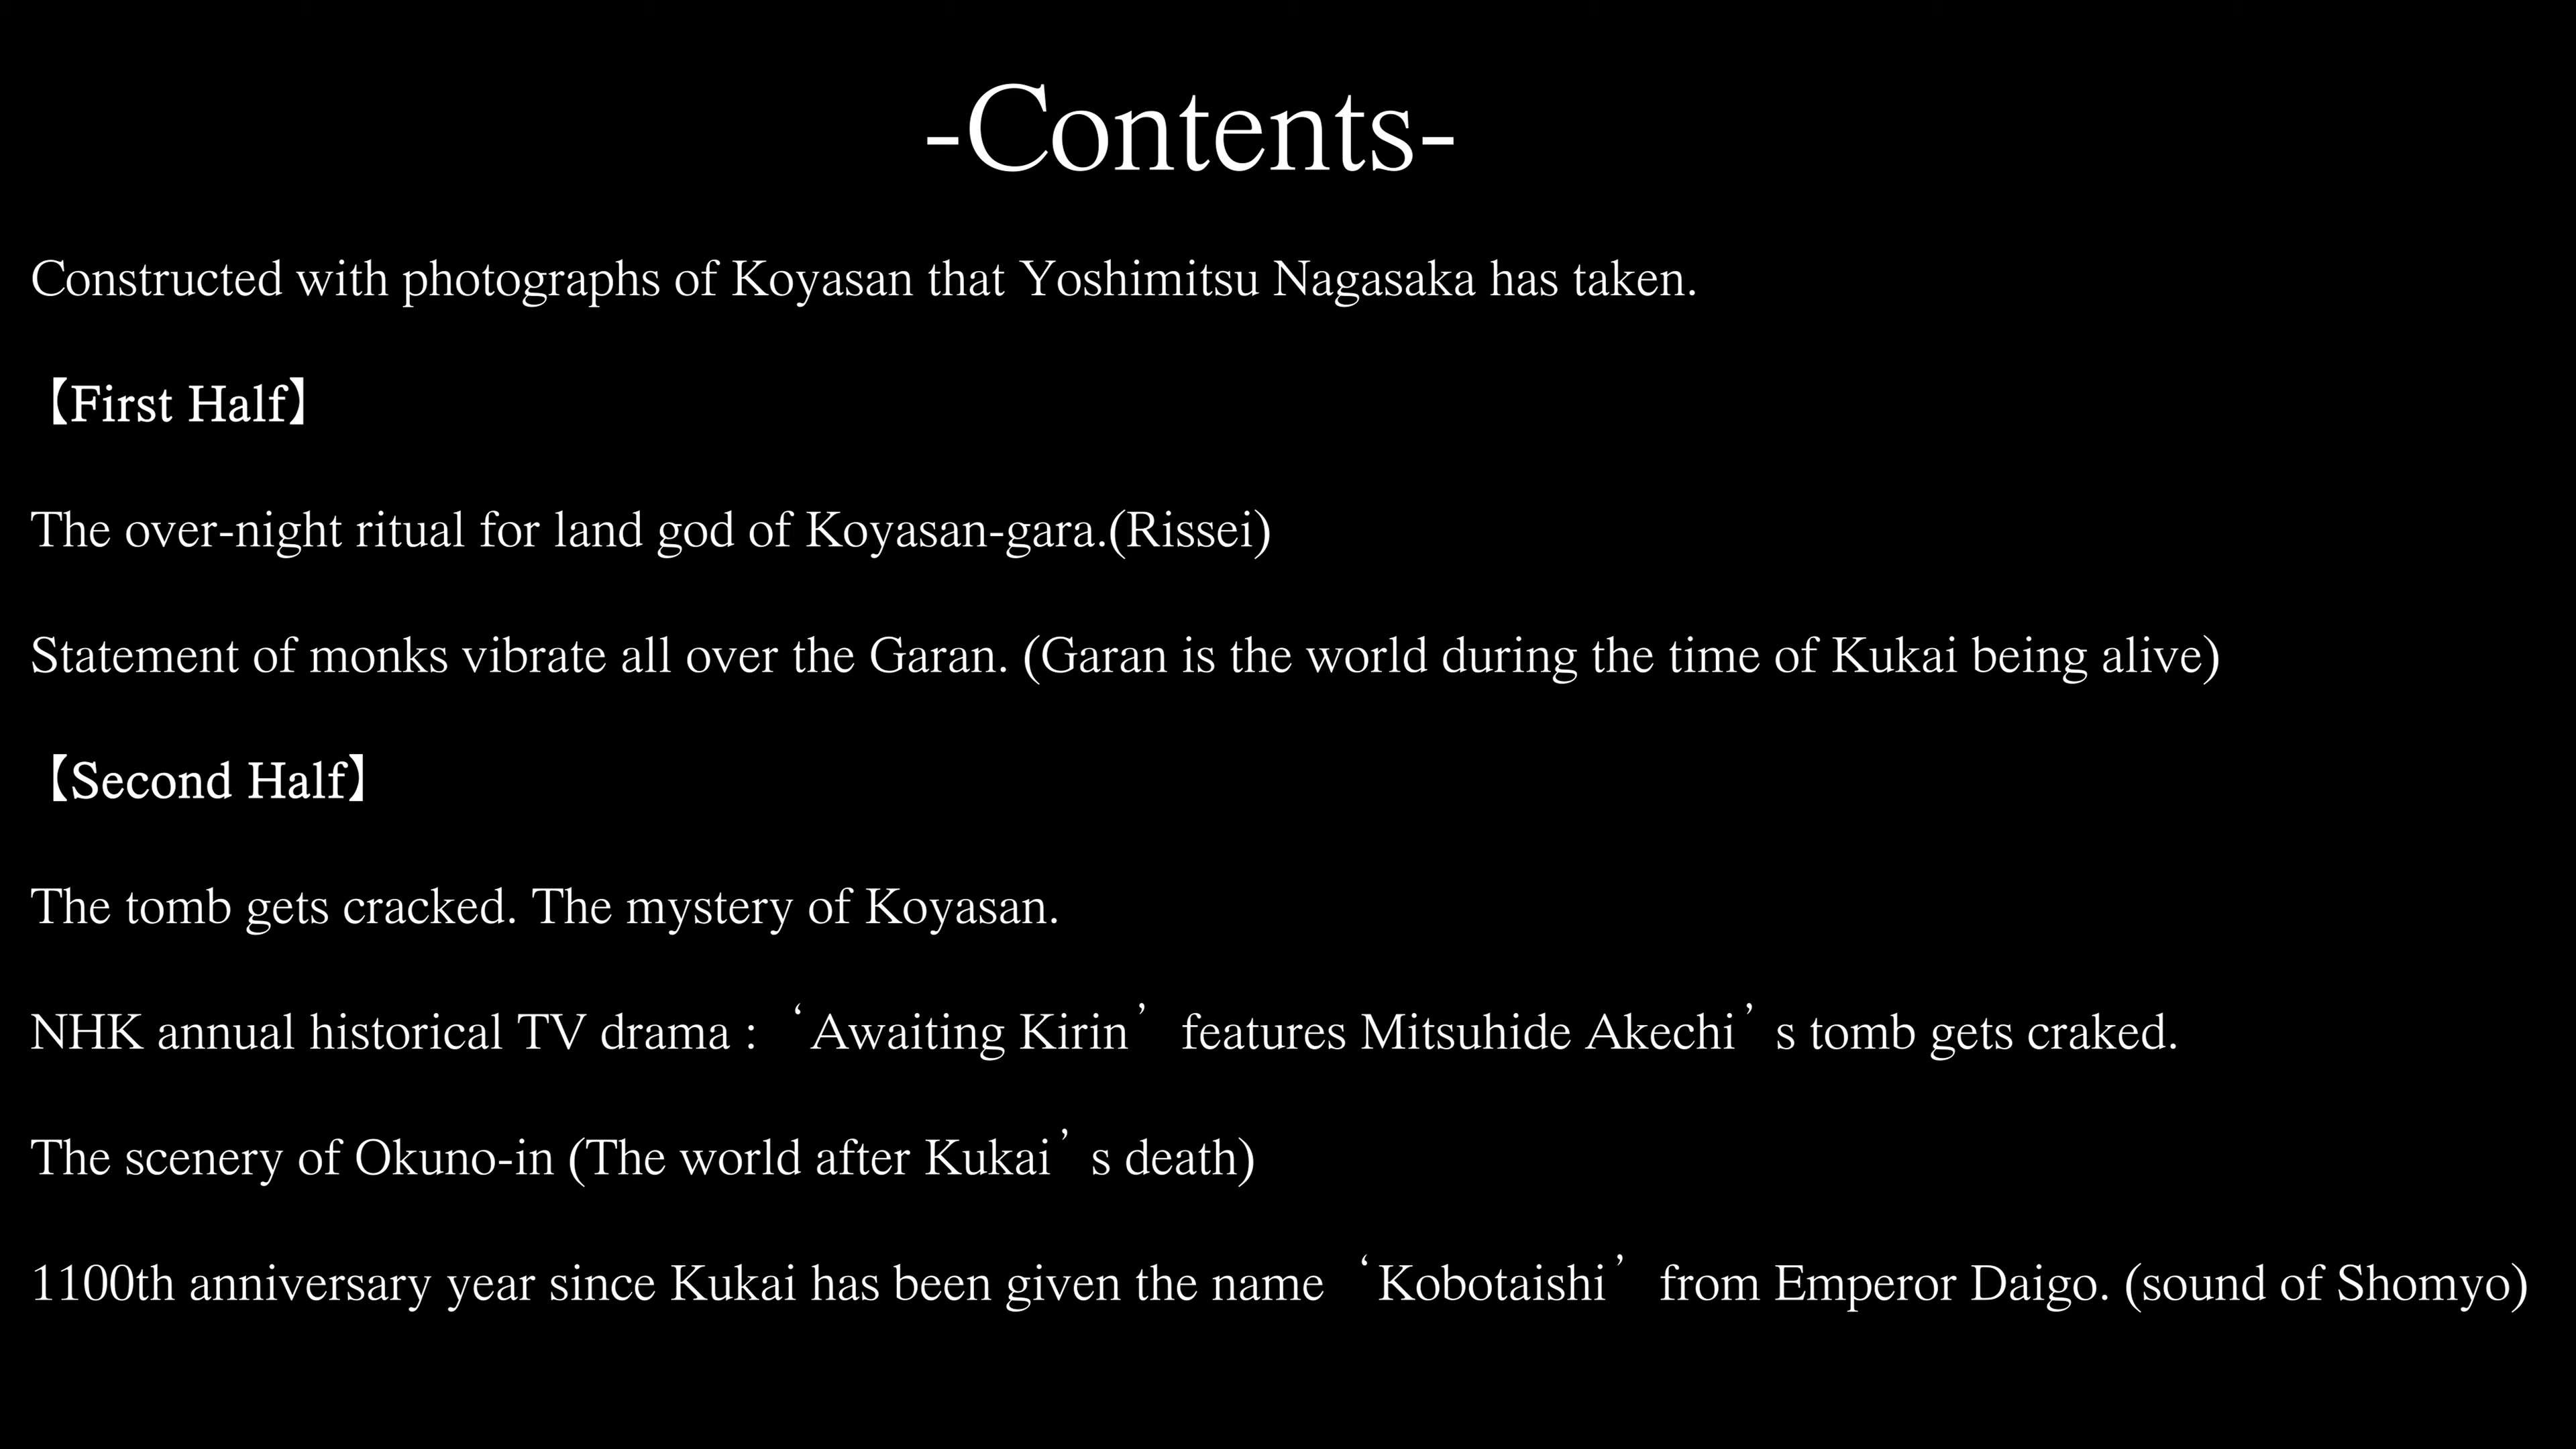 -Contents-
Constructed with photographs of Koyasan that Yoshimitsu Nagasaka has taken.
【First Half】
The over-night ritual for land god of Koyasan-gara.(Rissei)
Statement of monks vibrate all over the Garan. (Garan is the world during the time of Kukai being alive)
【Second Half】
The tomb gets cracked. The mystery of Koyasan.
NHK annual historical TV drama : ‘Awaiting Kirin’ features Mitsuhide Akechi’s tomb gets craked.
The scenery of Okuno-in (The world after Kukai’s death)
1100th anniversary year since Kukai has been given the name ‘Kobotaishi’ from Emperor Daigo. (sound of Shomyo)